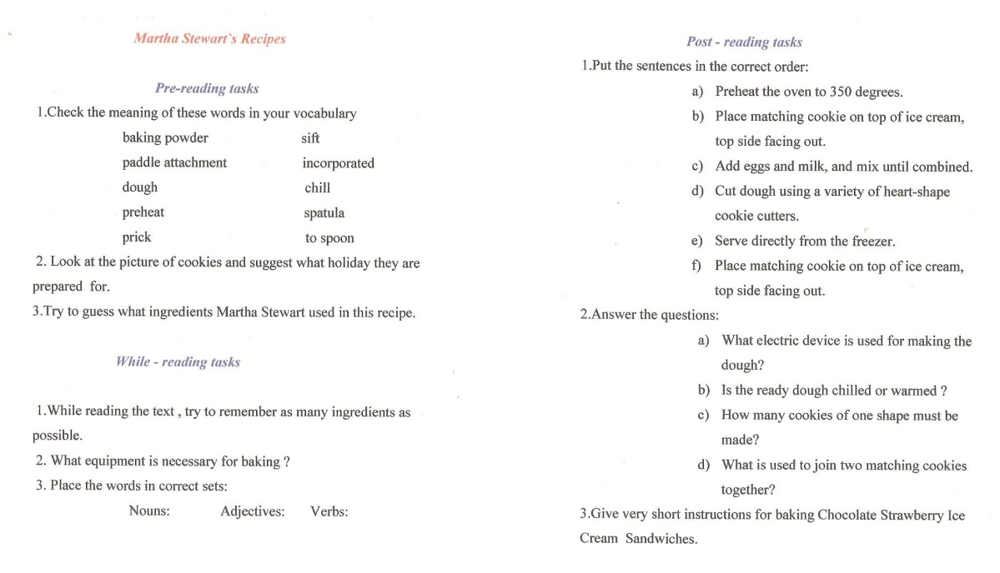 Martha Stewart`s Recipes
Pre-reading tasks
1.Check the meaning of these words in your vocabulary
baking powder sift
paddle attachment incorporated
dough chill
preheat spatula
prick to spoon
2. Look at the picture of cookies and suggest what holiday they are
prepared for.
3.Try to guess what ingredients Martha Stewart used in this recipe.
While - reading tasks
1.While reading the text , try to remember as many ingredients as
possible.
2. What equipment is necessary for baking ?
3. Place the words in correct sets:
Nouns: Adjectives: Verbs:
Post - reading tasks
1.Put the sentences in the correct order:
a) Preheat the oven to 350 degrees.
b) Place matching cookie on top of ice cream,
top side facing out.
c) Add eggs and milk, and mix until combined.
d) Cut dough using a variety of heart-shape
cookie cutters.
e) Serve directly from the freezer.
f) Place matching cookie on top of ice cream,
top side facing out.
2.Answer the questions:
a) What electric device is used for making the
dough?
b) Is the ready dough chilled or warmed ?
c) How many cookies of one shape must be
made?
d) What is used to join two matching cookies
together?
3.Give very short instructions for baking Chocolate Strawberry Ice
Cream Sandwiches.